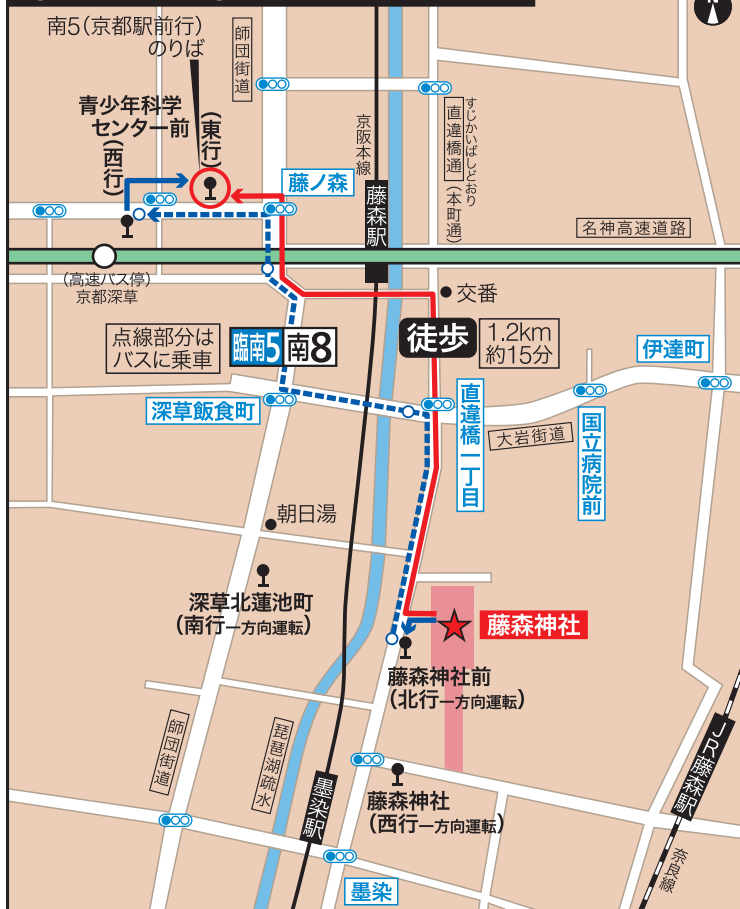 N
南5(京都駅前行)
のりば
師団街道
青少年科学
センター前
(西行)
(東行)
藤ノ森
京阪本線
藤森駅
すじかいばしどおり
直違橋通
(本町通)
名神高速道路
(高速バス停)
京都深草
交番
点線部分は
バスに乗車
臨南5
南8
徒歩
1.2km
約15分
伊達町
深草飯食町
直違橋一丁目
大岩街道
国立病院前
朝日湯
深草北蓮池町
(南行一方向運転)
藤森神社
藤森神社前
(北行一方向運転)
師団街道
琵琶湖疏水
墨染駅
藤森神社
(西行一方向運転)
JR藤森駅
奈良線
墨染